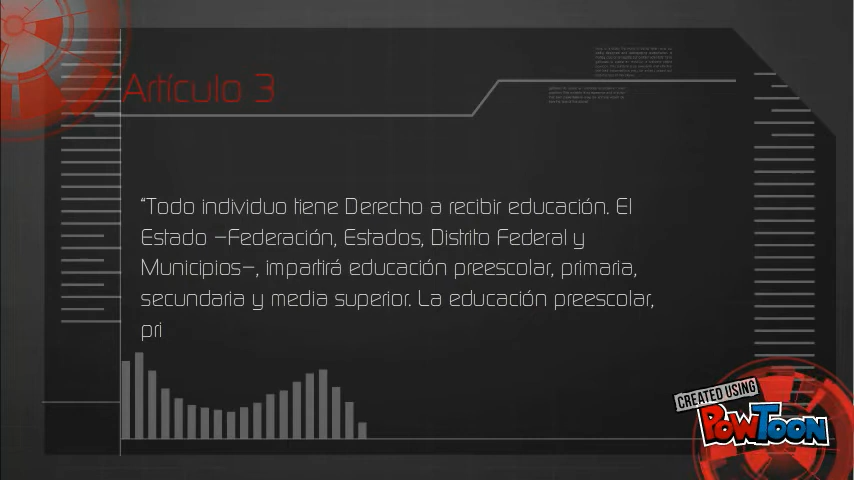 Artículo 3
“Todo individuo tiene Derecho a recibir educación. El
Estado –Federación, Estados, Distrito Federal y
Municipios–, impartirá educación preescolar, primaria,
secundaria y media superior. La educación preescolar,
pri
CREATED USING
POWTOON